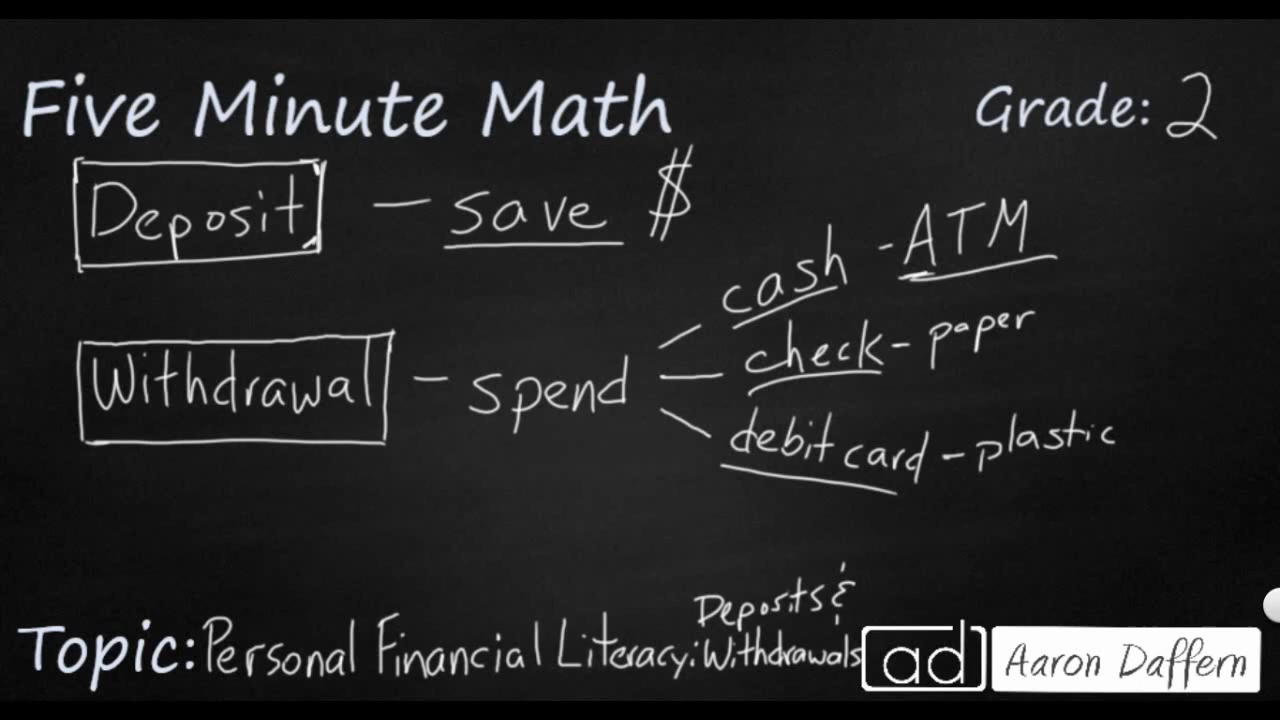 Five Minute Math
Grade: 2
Deposit — save $
Withdrawal — spend
cash - ATM
check - paper
debit card - plastic
Topic: Personal Financial Literacy: Deposits & Withdrawals
ad Aaron Daffern